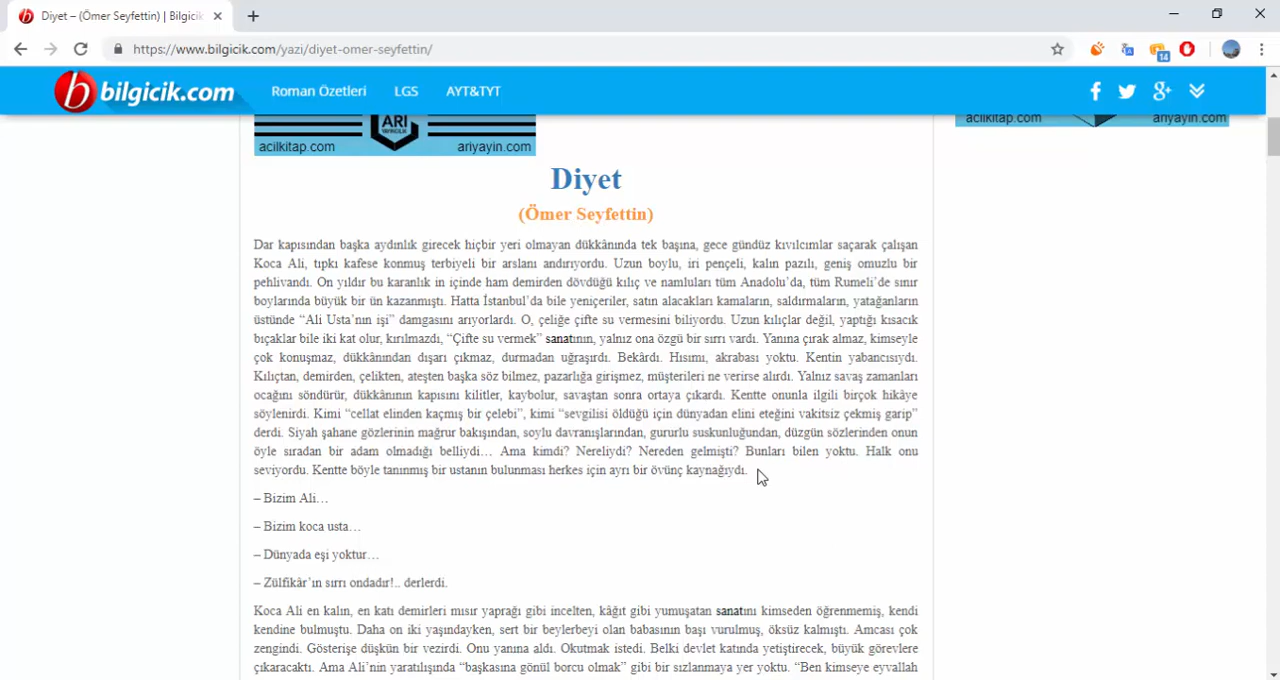 Diyet – (Ömer Seyfettin) | Bilgicik
https://www.bilgicik.com/yazi/diyet-omer-seyfettin/
14
b bilgicik.com
Roman Özetleri
LGS
AYT&TYT
ARI
acilkitap.com
ariyayin.com
acilkitap.com
ariyayin.com
Diyet
(Ömer Seyfettin)
Dar kapısından başka aydınlık girecek hiçbir yeri olmayan dükkânında tek başına, gece gündüz kıvılcımlar saçarak çalışan
Koca Ali, tıpkı kafese konmuş terbiyeli bir arslanı andırıyordu. Uzun boylu, iri pençeli, kalın pazılı, geniş omuzlu bir
pehlivandı. On yıldır bu karanlık in içinde ham demirden dövdüğü kılıç ve namluları tüm Anadolu’da, tüm Rumeli’de sınır
boylarında büyük bir ün kazanmıştı. Hatta İstanbul’da bile yeniçeriler, satın alacakları kamaların, saldırmaların, yatağanların
üstünde “Ali Usta’nın işi” damgasını arıyorlardı. O, çeliğe çifte su vermesini biliyordu. Uzun kılıçlar değil, yaptığı kısacık
bıçaklar bile iki kat olur, kırılmazdı, “Çifte su vermek” sanatının, yalnız ona özgü bir sırrı vardı. Yanına çırak almaz, kimseyle
çok konuşmaz, dükkânından dışarı çıkmaz, durmadan uğraşırdı. Bekârdı. Hısımı, akrabası yoktu. Kentin yabancısıydı.
Kılıçtan, demirden, çelikten, ateşten başka söz bilmez, pazarlığa girişmez, müşterileri ne verirse alırdı. Yalnız savaş zamanları
ocağını söndürür, dükkânının kapısını kilitler, kaybolur, savaştan sonra ortaya çıkardı. Kentte onunla ilgili birçok hikâye
söylenirdi. Kimi “cellat elinden kaçmış bir çelebi”, kimi “sevgilisi öldüğü için dünyadan elini eteğini vakitsiz çekmiş garip”
derdi. Siyah şahane gözlerinin mağrur bakışından, soylu davranışlarından, gururlu suskunluğundan, düzgün sözlerinden onun
öyle sıradan bir adam olmadığı belliydi… Ama kimdi? Nereliydi? Nereden gelmişti? Bunları bilen yoktu. Halk onu
seviyordu. Kentte böyle tanınmış bir ustanın bulunması herkes için ayrı bir övünç kaynağıydı.
– Bizim Ali…
– Bizim koca usta…
– Dünyada eşi yoktur…
– Zülfikâr’ın sırrı ondadır!.. derlerdi.
Koca Ali en kalın, en katı demirleri mısır yaprağı gibi incelten, kâğıt gibi yumuşatan sanatını kimseden öğrenmemiş, kendi
kendine bulmuştu. Daha on iki yaşındayken, sert bir beylerbeyi olan babasının başı vurulmuş, öksüz kalmıştı. Amcası çok
zengindi. Gösterişe düşkün bir vezirdi. Onu yanına aldı. Okutmak istedi. Belki devlet katında yetiştirecek, büyük görevlere
çıkaracaktı. Ama Ali’nin yaratılışında “başkasına gönül borcu olmak” gibi bir sızlanmaya yer yoktu. “Ben kimseye eyvallah